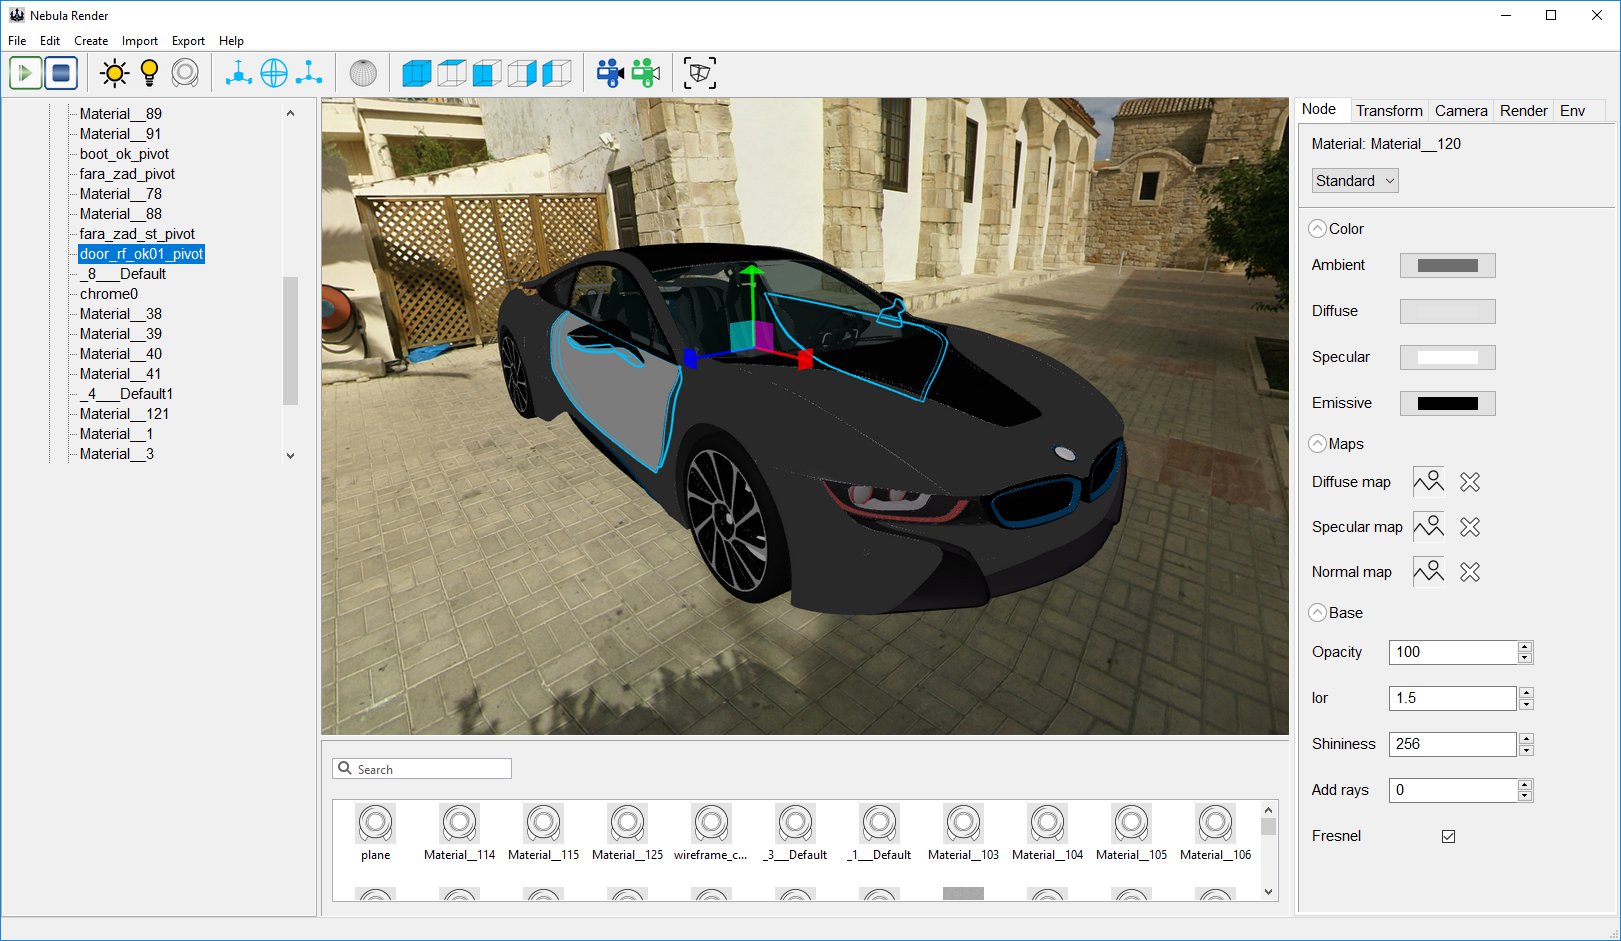 Nebula Render
File Edit Create Import Export Help
Material__89
Material__91
boot_ok_pivot
fara_zad_pivot
Material__78
Material__88
fara_zad_st_pivot
door_rf_ok01_pivot
_8___Default
chrome0
Material__38
Material__39
Material__40
Material__41
_4___Default1
Material__121
Material__1
Material__3
Search
plane Material__114 Material__115 Material__125 wireframe_c... _3___Default _1___Default Material__103 Material__104 Material__105 Material__106
Node Transform Camera Render Env
Material: Material__120
Standard
Color
Ambient
Diffuse
Specular
Emissive
Maps
Diffuse map
Specular map
Normal map
Base
Opacity 100
Ior 1.5
Shininess 256
Add rays 0
Fresnel